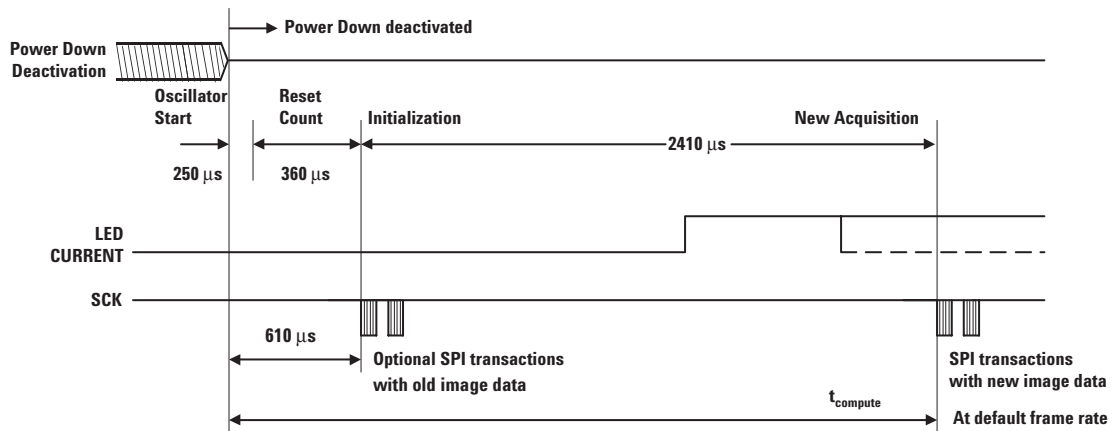 Power Down deactivated
Power Down
Deactivation
Oscillator
Start
Reset
Count
Initialization
New Acquisition
250 μs
360 μs
2410 μs
LED
CURRENT
SCK
610 μs
Optional SPI transactions
with old image data
SPI transactions
with new image data
tcompute
At default frame rate